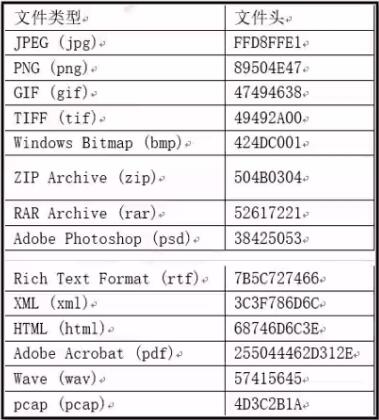 文件类型 文件头
JPEG (jpg) FFD8FFE1
PNG (png) 89504E47
GIF (gif) 47494638
TIFF (tif) 49492A00
Windows Bitmap (bmp) 424DC001
ZIP Archive (zip) 504B0304
RAR Archive (rar) 52617221
Adobe Photoshop (psd) 38425053
Rich Text Format (rtf) 7B5C727466
XML (xml) 3C3F786D6C
HTML (html) 68746D6C3E
Adobe Acrobat (pdf) 255044462D312E
Wave (wav) 57415645
pcap (pcap) 4D3C2B1A